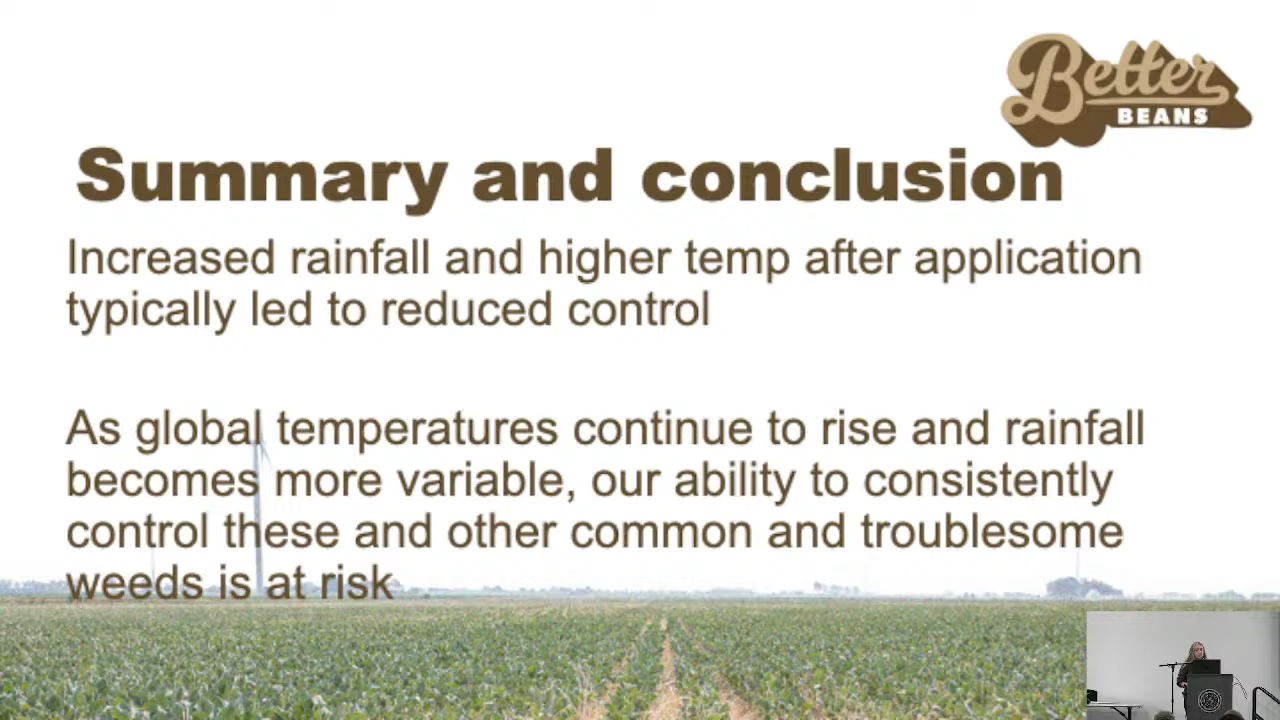 Better
BEANS
Summary and conclusion
Increased rainfall and higher temp after application
typically led to reduced control
As global temperatures continue to rise and rainfall
becomes more variable, our ability to consistently
control these and other common and troublesome
weeds is at risk